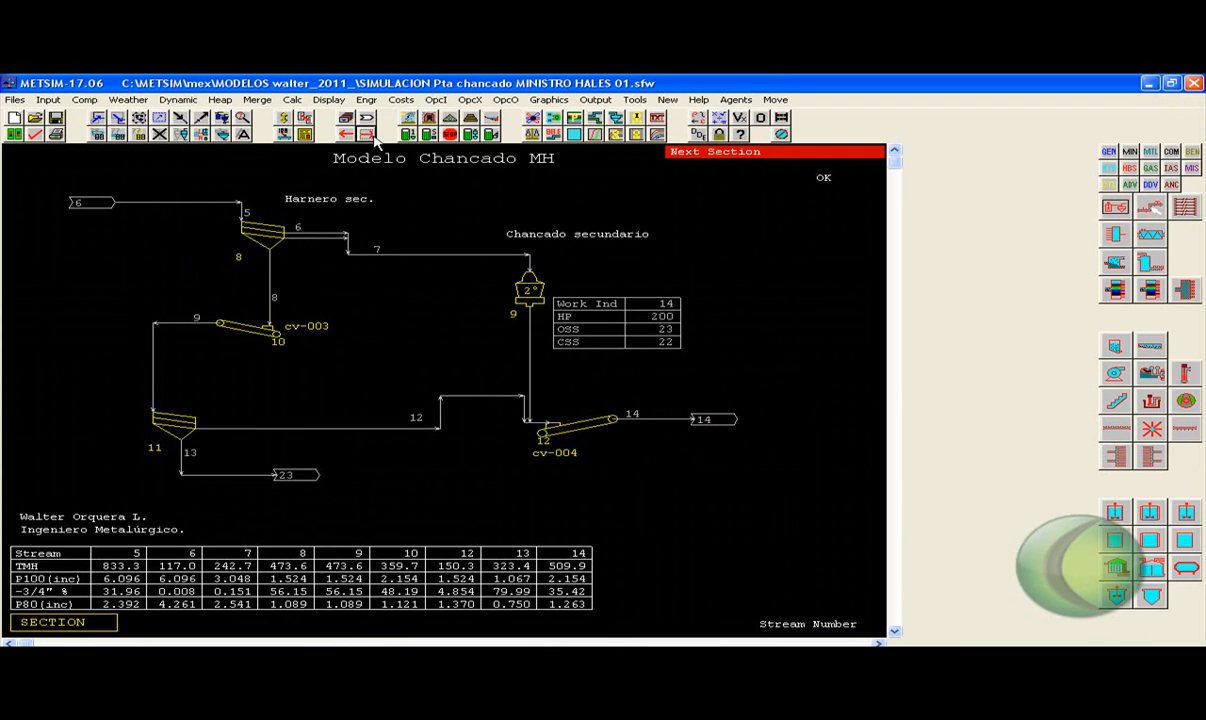 METSIM-17.06 C:\METSIM\mex\MODELOS walter_2011_\SIMULACION Pta chancado MINISTRO HALES 01.sfw
Files Input Comp Weather Dynamic Heap Merge Calc Display Engr Costs OpcI OpcX OpcO Graphics Output Tools New Help Agents Move
Modelo Chancado MH
Next Section
GEN MIN MTL COM BEN
HBS GAS IAS MIS
ADV DDV ANC
OK
6
Harnero sec.
5
6
Chancado secundario
7
8
2°
8
9
Work Ind 14
HP 200
OSS 23
CSS 22
9
cv-003
10
12
14
14
11
12
13
cv-004
23
Walter Orquera L.
Ingeniero Metalúrgico.
Stream 5 6 7 8 9 10 12 13 14
TMH 833.3 117.0 242.7 473.6 473.6 359.7 150.3 323.4 509.9
P100(inc) 6.096 6.096 3.048 1.524 1.524 2.154 1.524 1.067 2.154
-3/4" % 31.96 0.008 0.151 56.15 56.15 48.19 4.854 79.99 35.42
P80(inc) 2.392 4.261 2.541 1.089 1.089 1.121 1.370 0.750 1.263
SECTION
Stream Number